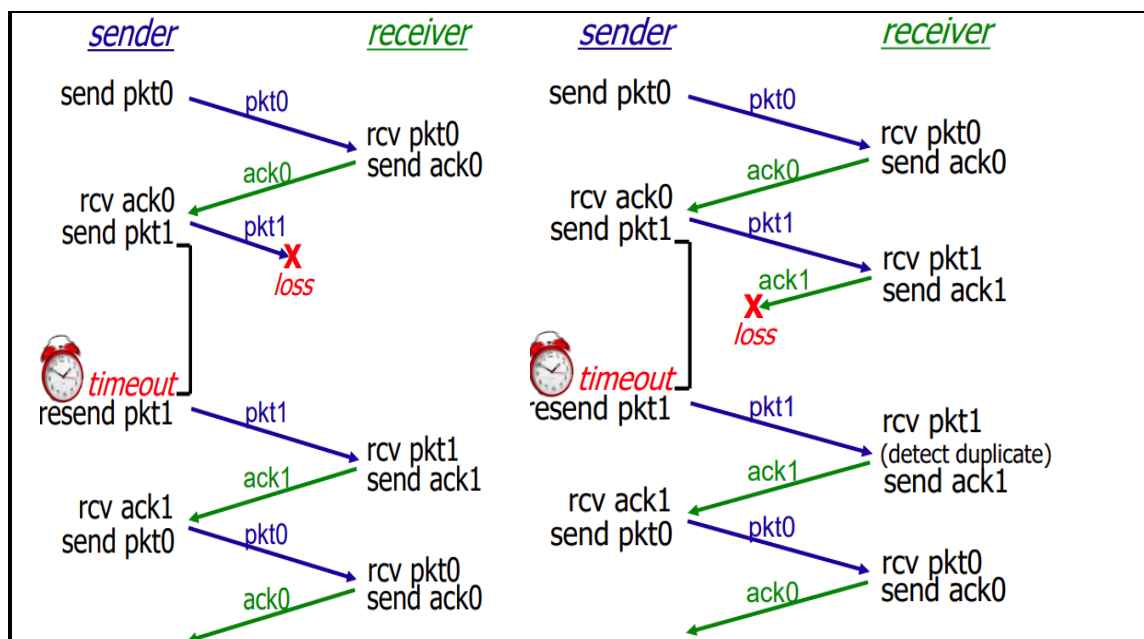 sender
receiver
send pkt0
pkt0
rcv pkt0
send ack0
ack0
rcv ack0
send pkt1
pkt1
X
loss
timeout
resend pkt1
pkt1
rcv pkt1
send ack1
ack1
rcv ack1
send pkt0
pkt0
rcv pkt0
send ack0
ack0
sender
receiver
send pkt0
pkt0
rcv pkt0
send ack0
ack0
rcv ack0
send pkt1
pkt1
rcv pkt1
send ack1
ack1
X
loss
timeout
resend pkt1
pkt1
rcv pkt1
(detect duplicate)
send ack1
ack1
rcv ack1
send pkt0
pkt0
rcv pkt0
send ack0
ack0